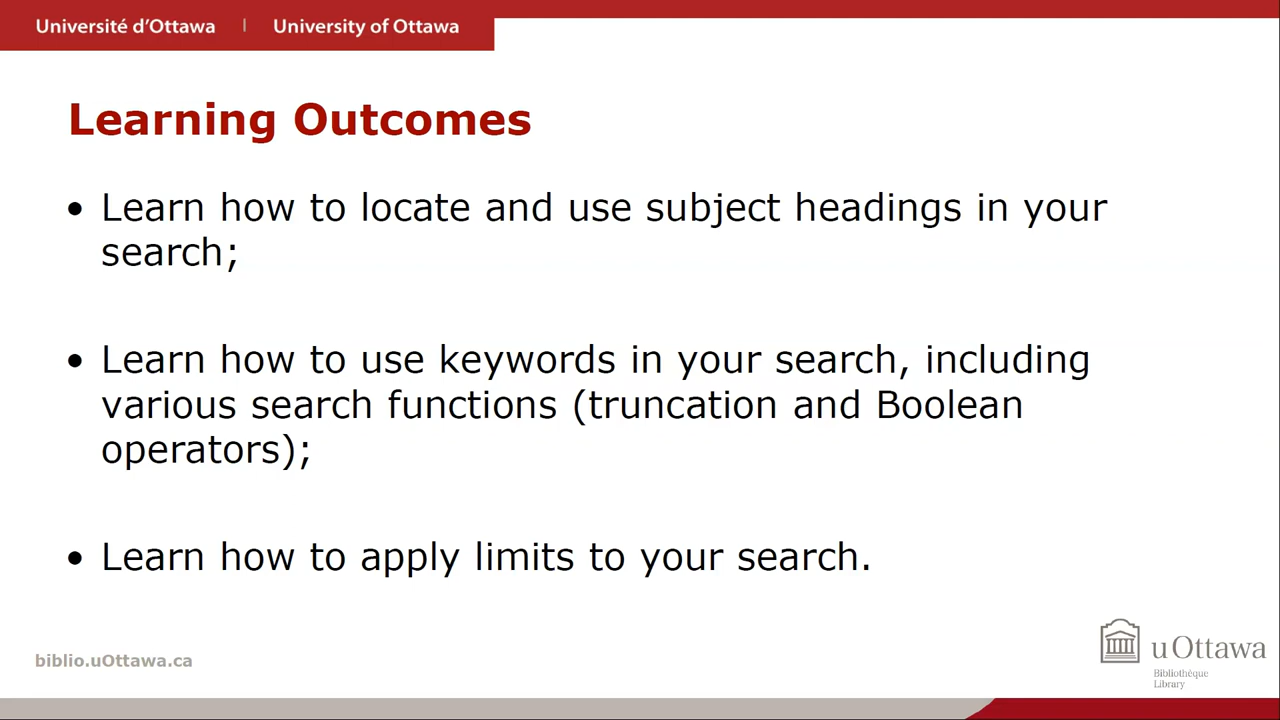 Université d'Ottawa | University of Ottawa
Learning Outcomes
• Learn how to locate and use subject headings in your
search;
• Learn how to use keywords in your search, including
various search functions (truncation and Boolean
operators);
• Learn how to apply limits to your search.
biblio.uOttawa.ca
uOttawa
Bibliothèque
Library